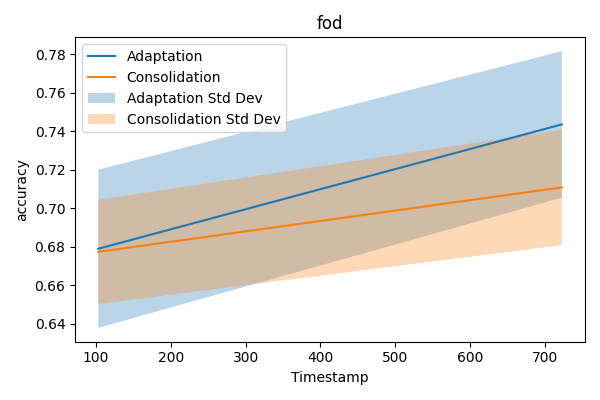 fod
Adaptation
Consolidation
Adaptation Std Dev
Consolidation Std Dev
accuracy
0.78
0.76
0.74
0.72
0.70
0.68
0.66
0.64
100 200 300 400 500 600 700
Timestamp